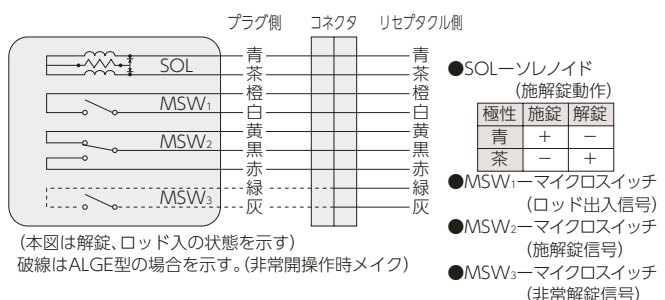 プラグ側 コネクタ リセプタクル側
SOL
MSW₁
MSW₂
MSW₃
青 青
茶 茶
橙 橙
白 白
黄 黄
黒 黒
赤 赤
緑 緑
灰 灰
●SOLーソレノイド
(施解錠動作)
極性 施錠 解錠
青 + −
茶 − +
●MSW₁ーマイクロスイッチ
(ロッド出入信号)
●MSW₂ーマイクロスイッチ
(施解錠信号)
●MSW₃ーマイクロスイッチ
(非常解錠信号)
(本図は解錠、ロッド入の状態を示す)
破線はALGE型の場合を示す。(非常開操作時メイク)